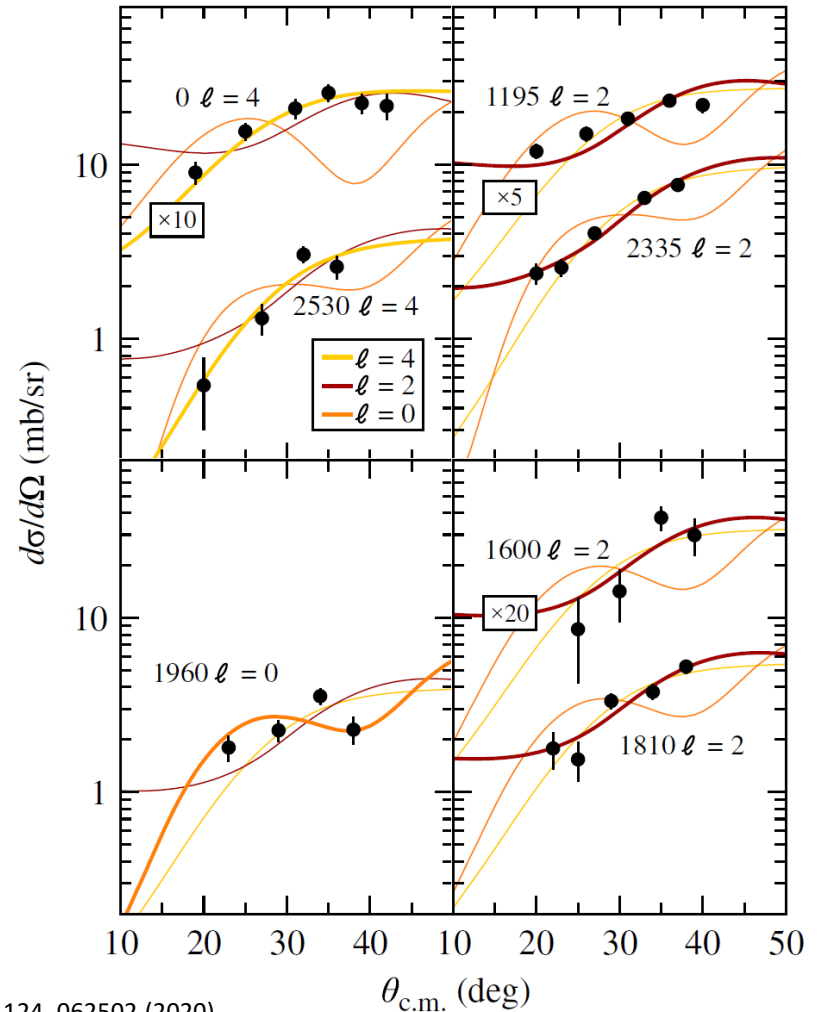 dσ/dΩ (mb/sr)
10
1
10
1
0 ℓ = 4
×10
2530 ℓ = 4
ℓ = 4
ℓ = 2
ℓ = 0
1195 ℓ = 2
×5
2335 ℓ = 2
1960 ℓ = 0
1600 ℓ = 2
×20
1810 ℓ = 2
10 20 30 40 10 20 30 40 50
θc.m. (deg)
124, 062502 (2020)